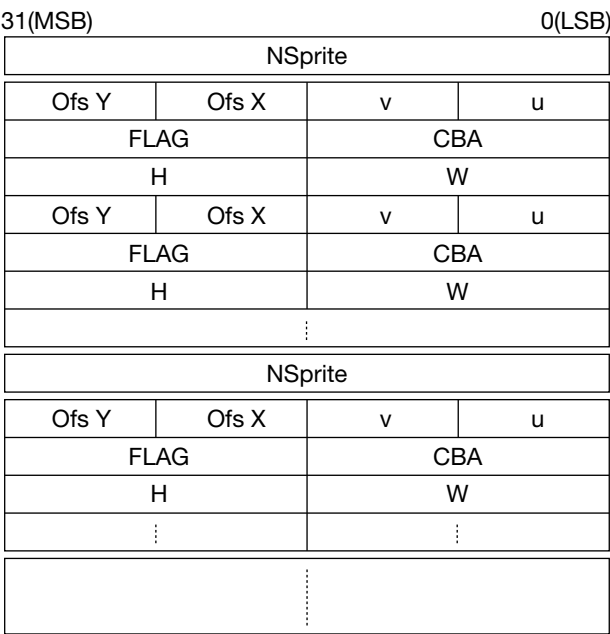 31(MSB) 0(LSB)
NSprite
Ofs Y Ofs X v u
FLAG CBA
H W
Ofs Y Ofs X v u
FLAG CBA
H W
NSprite
Ofs Y Ofs X v u
FLAG CBA
H W